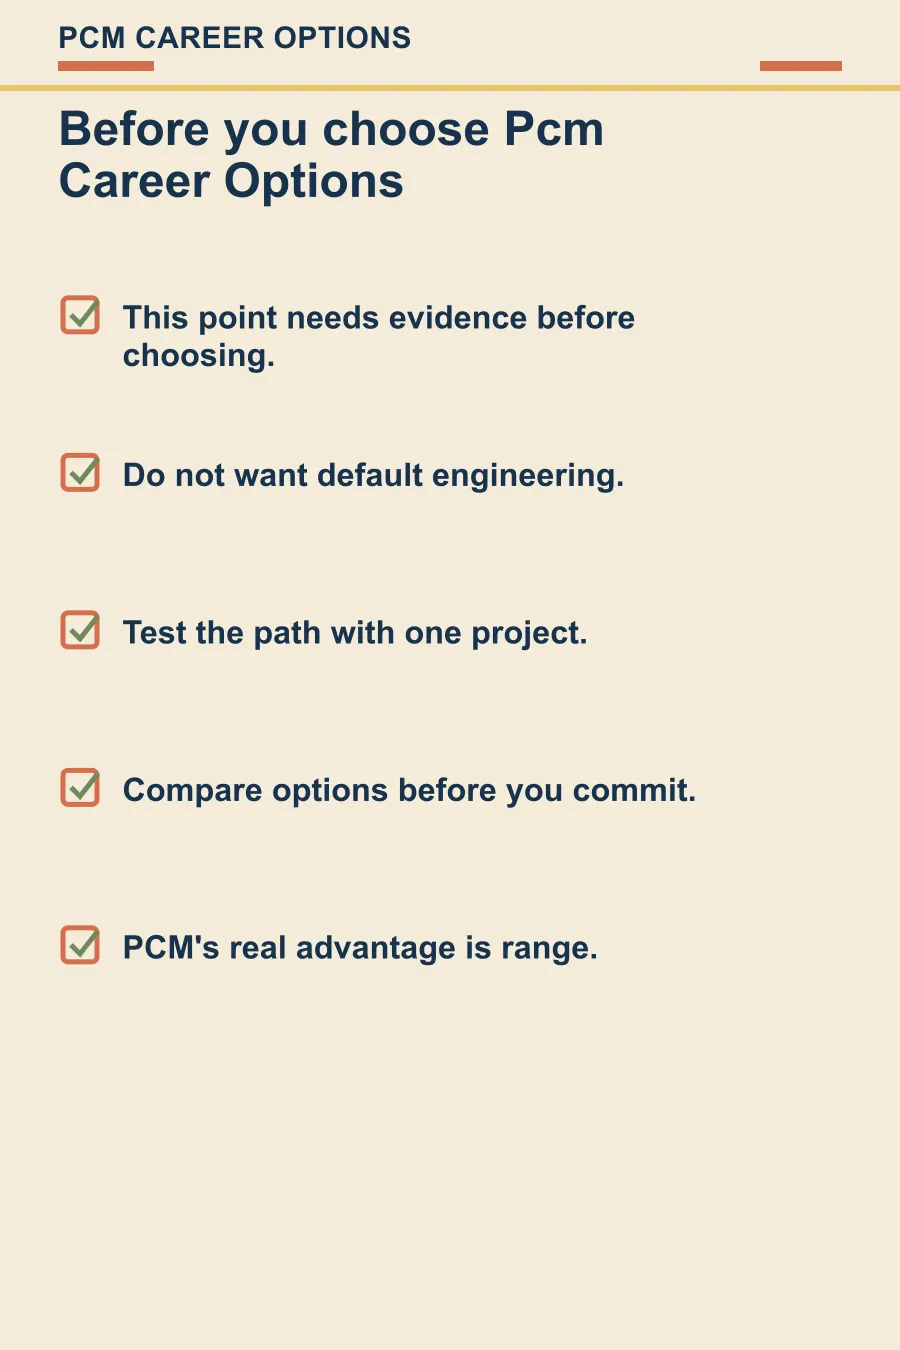 PCM CAREER OPTIONS
Before you choose Pcm
Career Options
This point needs evidence before
choosing.
Do not want default engineering.
Test the path with one project.
Compare options before you commit.
PCM's real advantage is range.